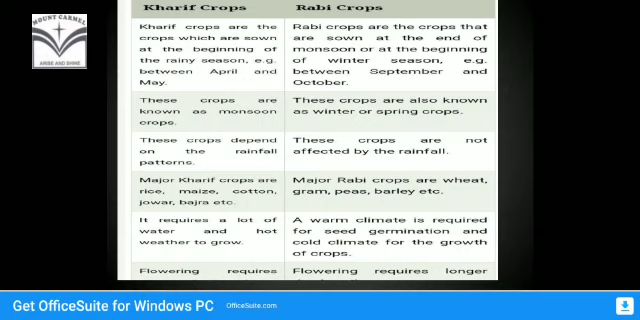 MOUNT CARMEL
ARISE AND SHINE
Kharif Crops Rabi Crops
Kharif crops are the
crops which are sown
at the beginning of
the rainy season, e.g.
between April and
May.
Rabi crops are the crops that
are sown at the end of
monsoon or at the beginning
of winter season, e.g.
between September and
October.
These crops are
known as monsoon
crops.
These crops are also known
as winter or spring crops.
These crops depend
on the rainfall
patterns.
These crops are not
affected by the rainfall.
Major Kharif crops are
rice, maize, cotton,
jowar, bajra etc.
Major Rabi crops are wheat,
gram, peas, barley etc.
It requires a lot of
water and hot
weather to grow.
A warm climate is required
for seed germination and
cold climate for the growth
of crops.
Flowering requires
Flowering requires longer
Get OfficeSuite for Windows PC OfficeSuite.com